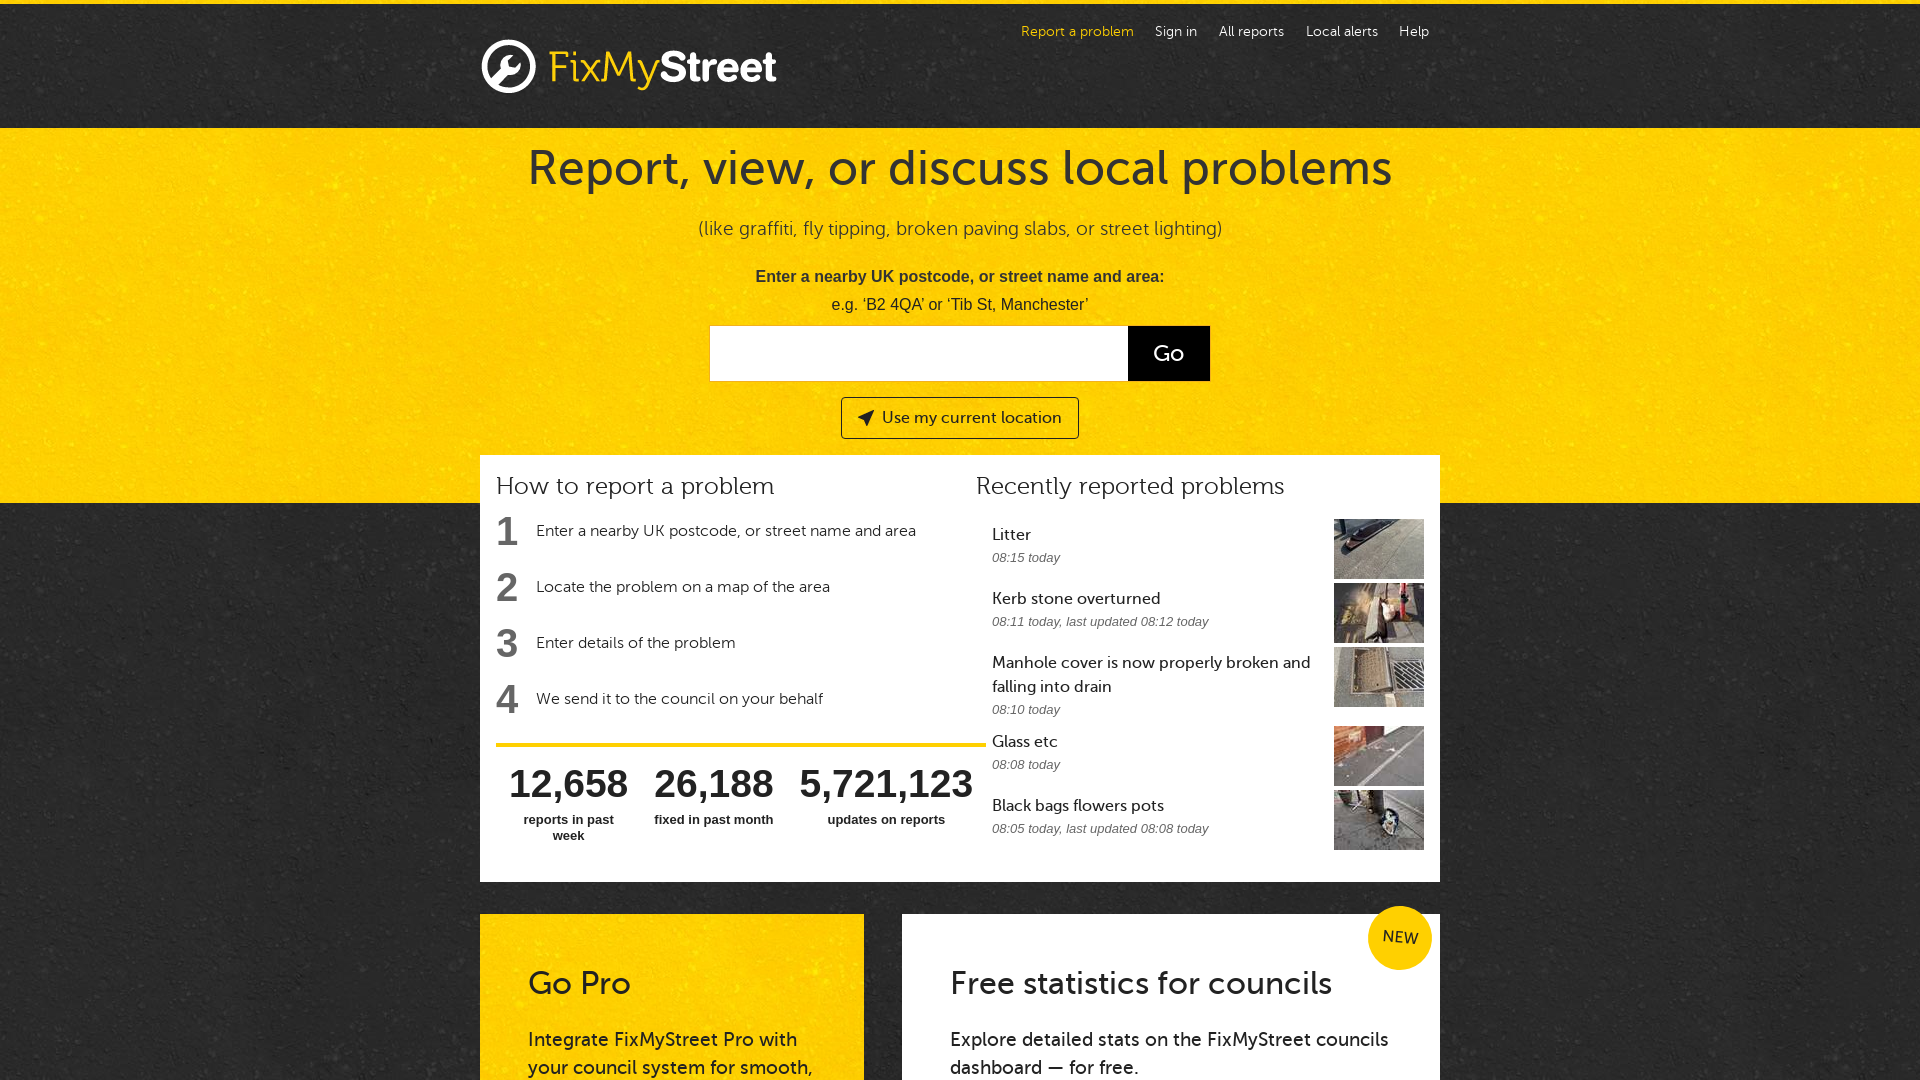 Report a problem Sign in All reports Local alerts Help
FixMyStreet
Report, view, or discuss local problems
(like graffiti, fly tipping, broken paving slabs, or street lighting)
Enter a nearby UK postcode, or street name and area:
e.g. ‘B2 4QA’ or ‘Tib St, Manchester’
Go
Use my current location
How to report a problem
1 Enter a nearby UK postcode, or street name and area
2 Locate the problem on a map of the area
3 Enter details of the problem
4 We send it to the council on your behalf
12,658 26,188 5,721,123
reports in past fixed in past month updates on reports
week
Recently reported problems
Litter
08:15 today
Kerb stone overturned
08:11 today, last updated 08:12 today
Manhole cover is now properly broken and
falling into drain
08:10 today
Glass etc
08:08 today
Black bags flowers pots
08:05 today, last updated 08:08 today
Go Pro
Integrate FixMyStreet Pro with
your council system for smooth,
NEW
Free statistics for councils
Explore detailed stats on the FixMyStreet councils
dashboard — for free.